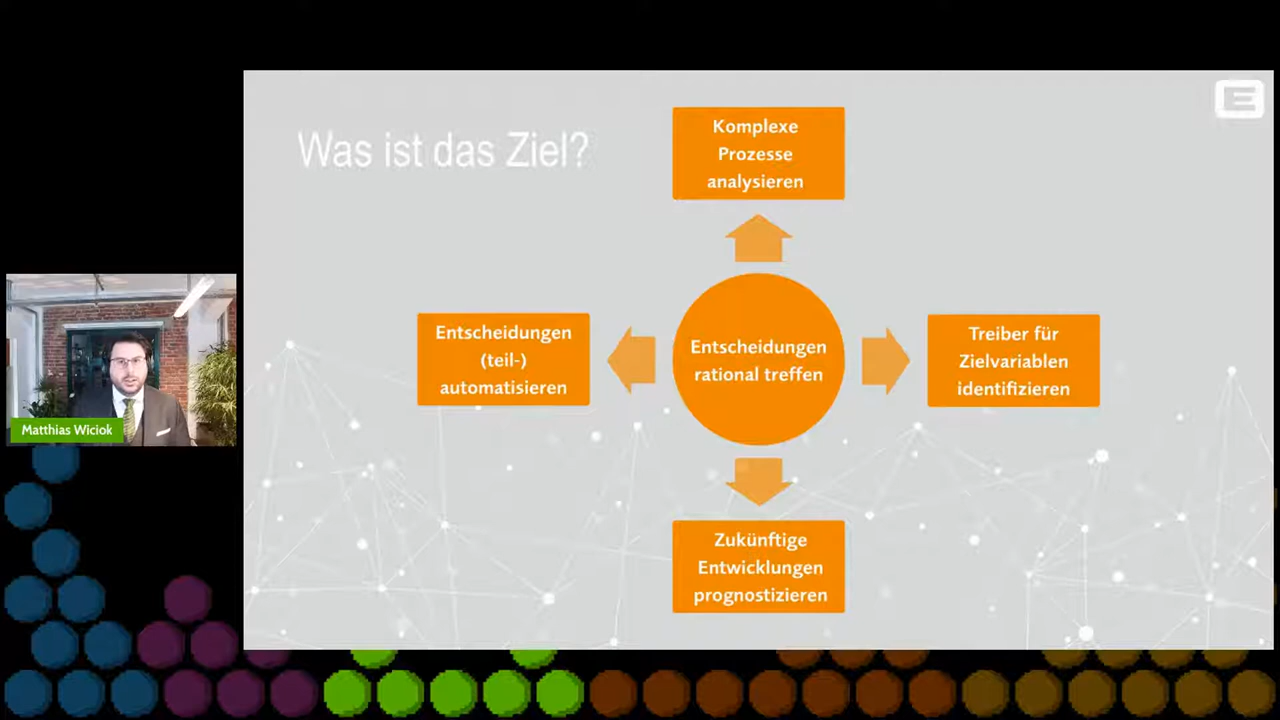 Was ist das Ziel?
Komplexe
Prozesse
analysieren
Entscheidungen
(teil-)
automatisieren
Entscheidungen
rational treffen
Treiber für
Zielvariablen
identifizieren
Zukünftige
Entwicklungen
prognostizieren
Matthias Wiciok
E